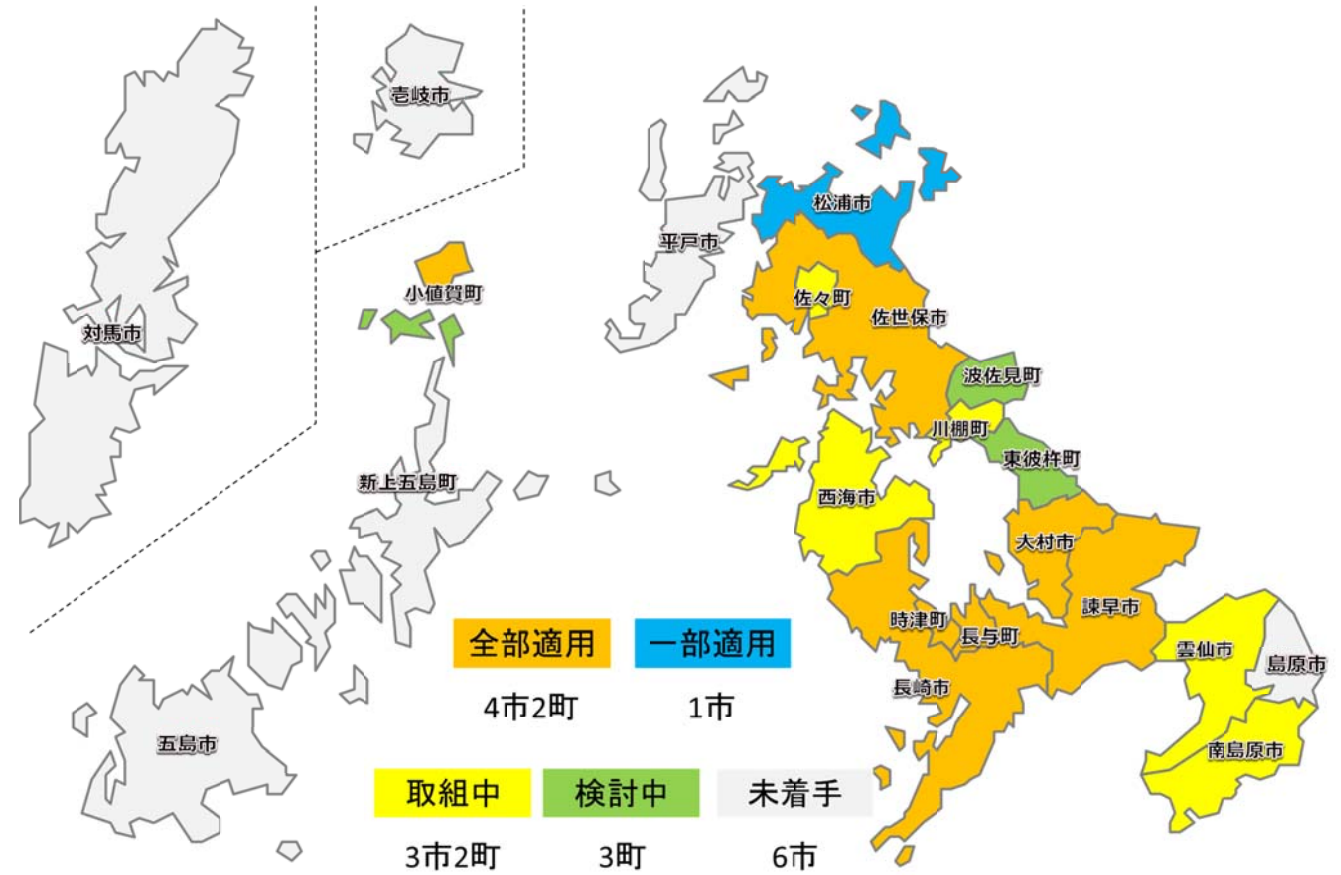 壱岐市
松浦市
平戸市
小値賀町
佐々町
佐世保市
対馬市
波佐見町
川棚町
東彼杵町
新上五島町
西海市
大村市
諫早市
時津町
長与町
雲仙市
島原市
長崎市
五島市
南島原市
全部適用
一部適用
4市2町
1市
取組中
検討中
未着手
3市2町
3町
6市